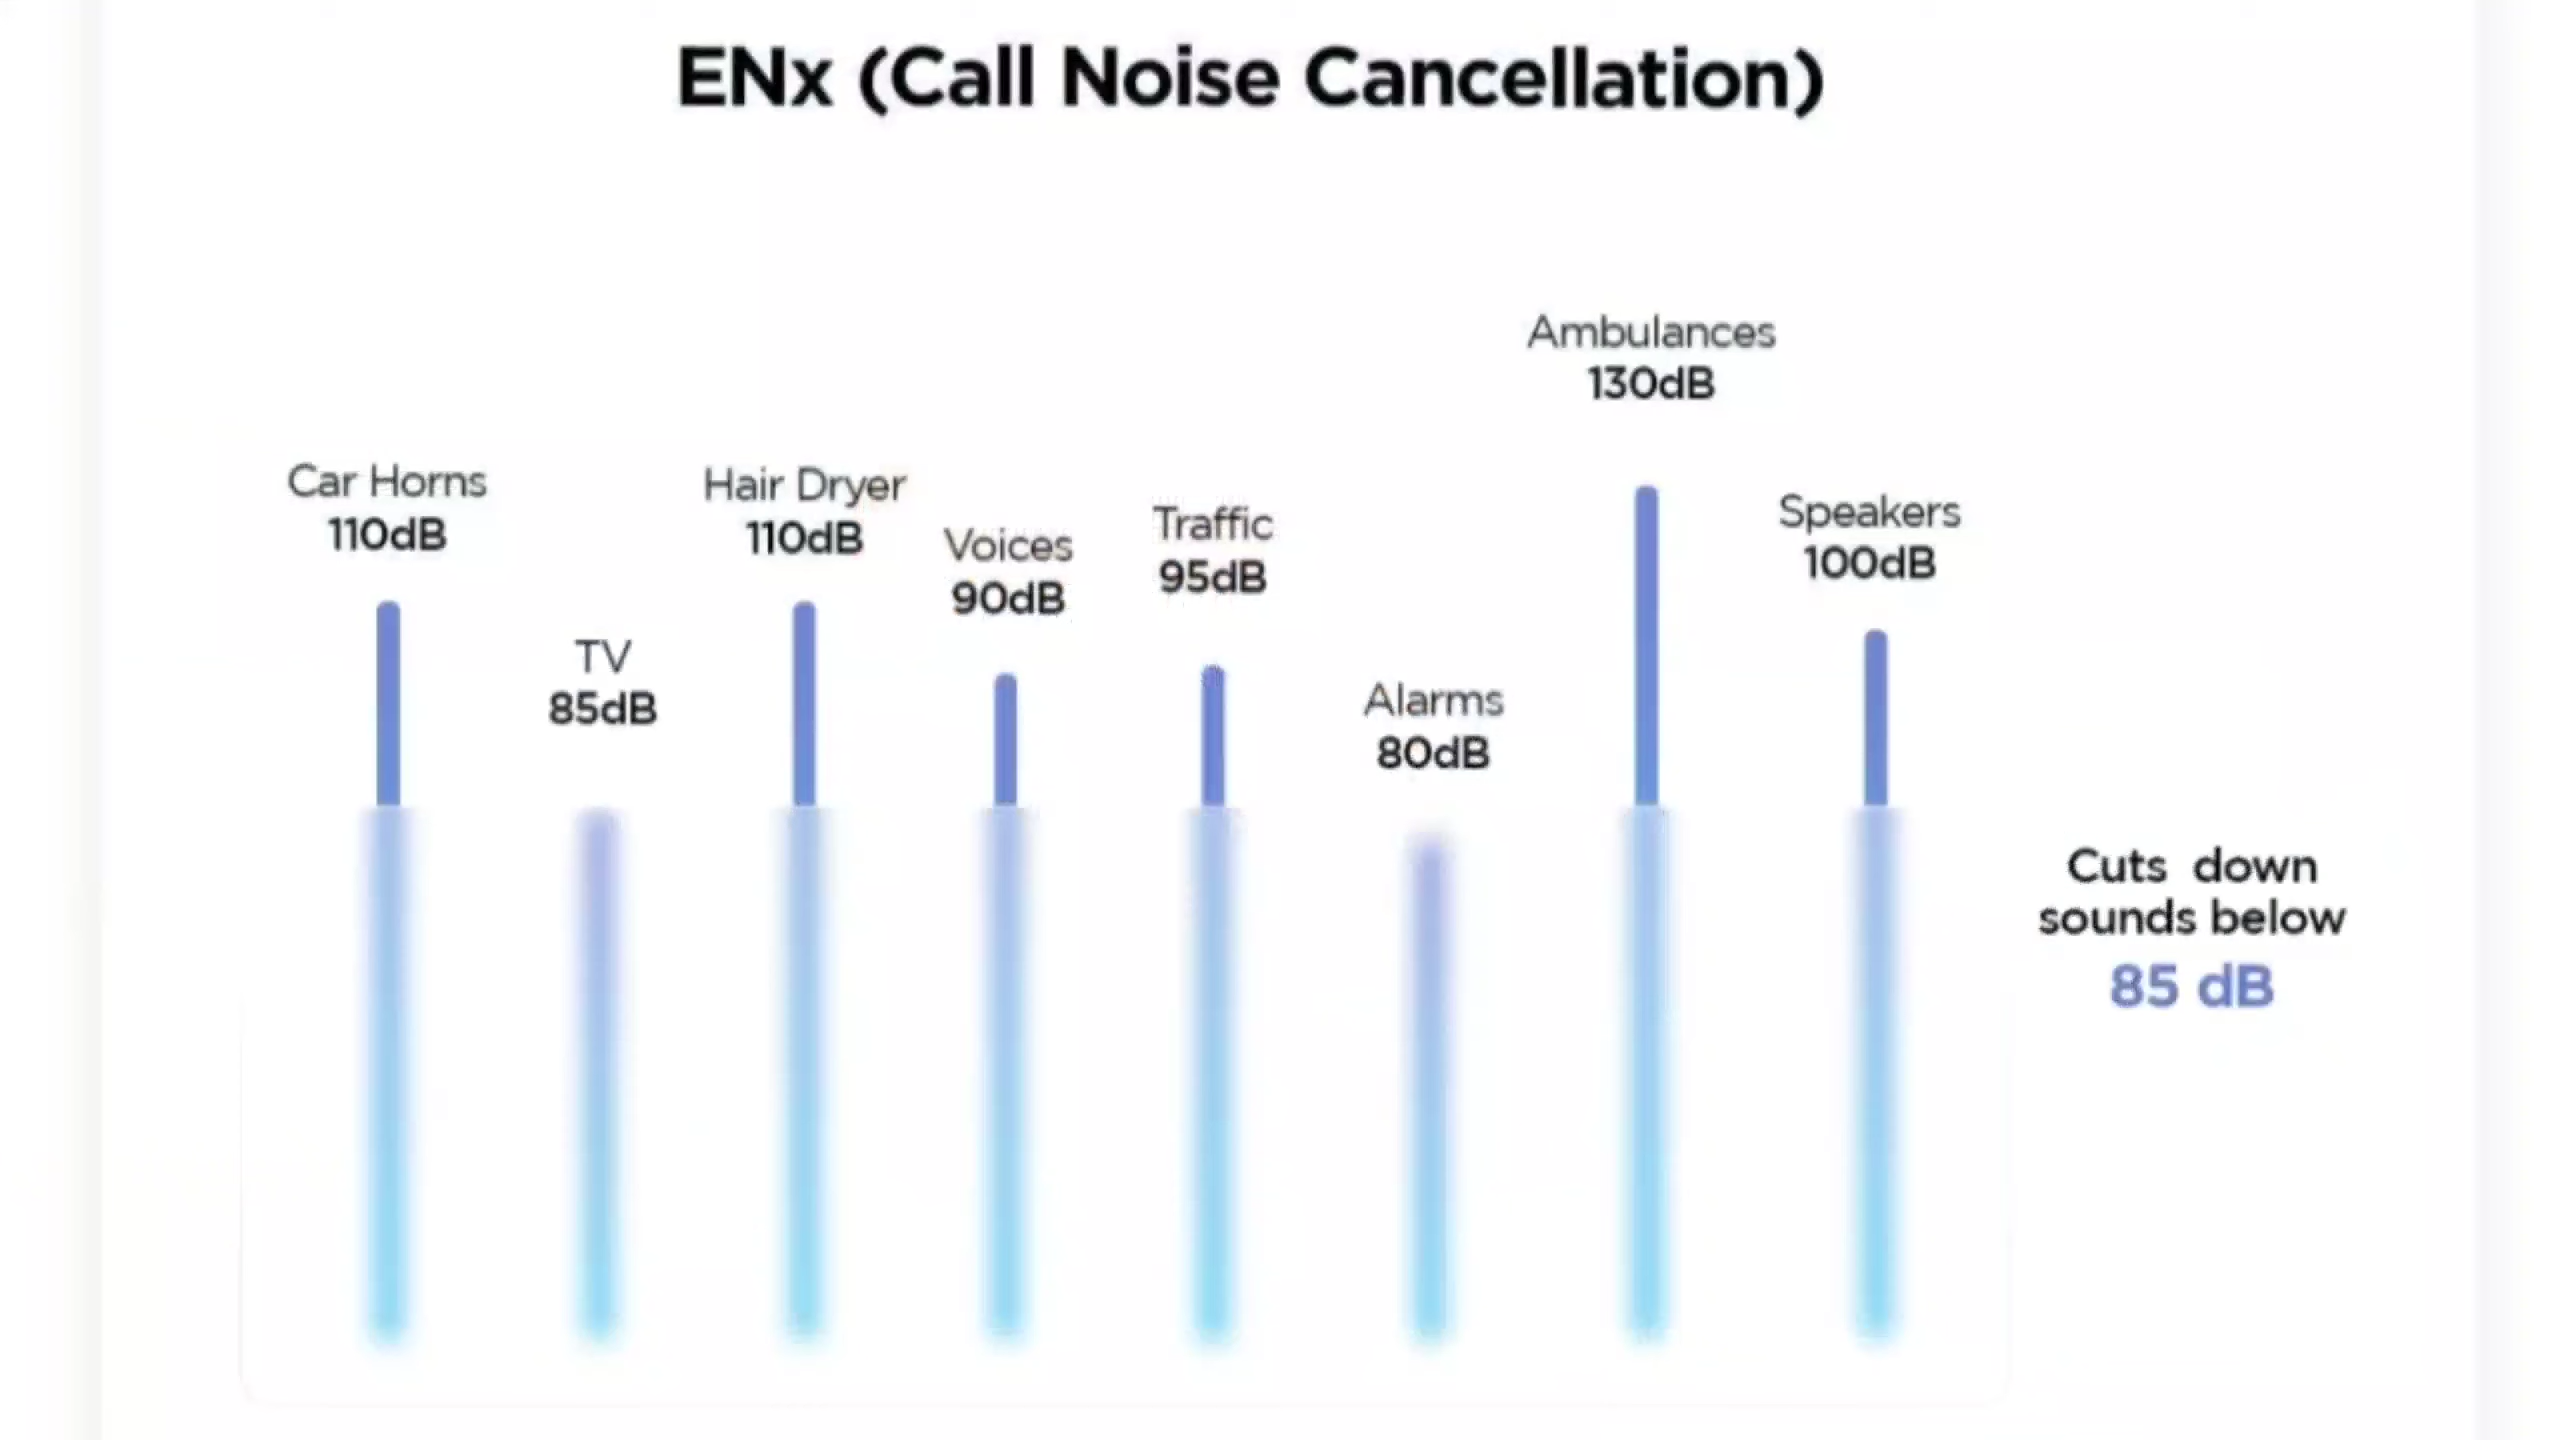 ENx (Call Noise Cancellation)
Car Horns
110dB
TV
85dB
Hair Dryer
110dB
Voices
90dB
Traffic
95dB
Alarms
80dB
Ambulances
130dB
Speakers
100dB
Cuts down
sounds below
85 dB